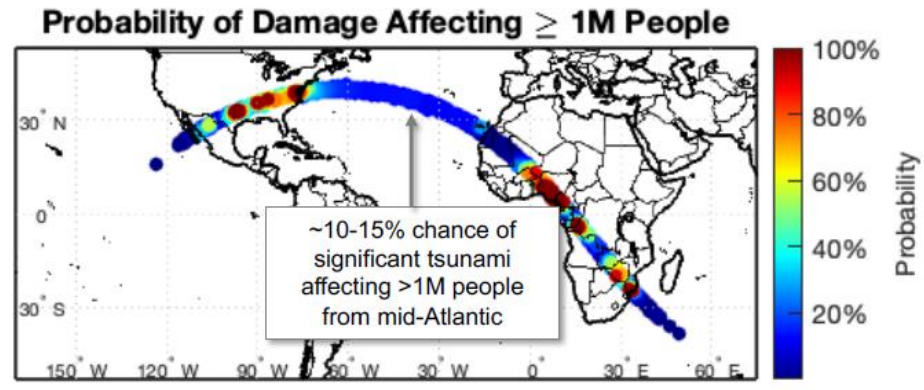 Probability of Damage Affecting ≥ 1M People
100%
80%
60%
40%
20%
Probability
30° N
0
30° S
~10-15% chance of
significant tsunami
affecting >1M people
from mid-Atlantic
150° W
120° W
90° W
60° W
30° W
0
30° E
60° E